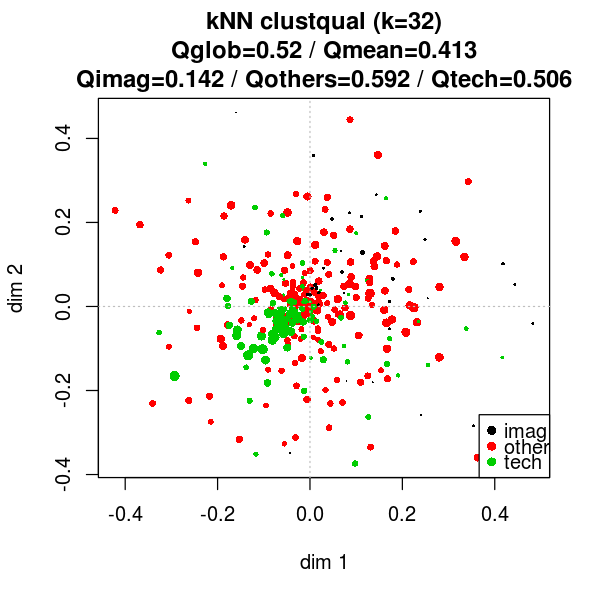 kNN clustqual (k=32)
Qglob=0.52 / Qmean=0.413
Qimag=0.142 / Qothers=0.592 / Qtech=0.506
dim 2
0.4
0.2
0.0
-0.2
-0.4
imag
other
tech
-0.4
-0.2
0.0
0.2
0.4
dim 1